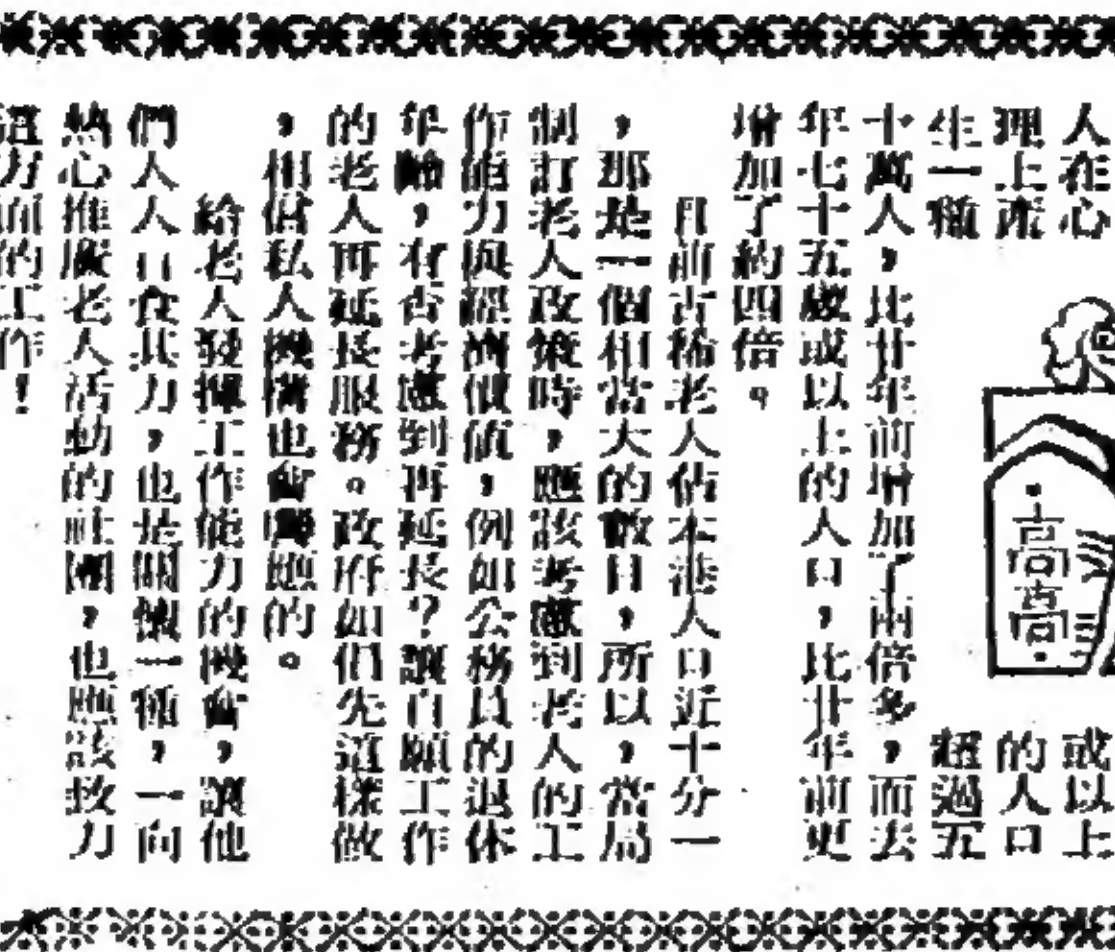 人在心
理上產
生一種
高高
或以上
的人口
超過五
十萬人，比廿年前增加了兩倍多，而去
年七十五歲或以上的人口，比廿年前更
增加了約四倍。
目前古稀老人佔本港人口近十分一
，那是一個相當大的數目，所以，當局
制訂老人政策時，應該考慮到老人的工
作能力與經濟價值，例如公務員的退休
年齡，有否考慮到再延長？讓自願工作
的老人再延長服務。政府如們先這樣做
，相信私人機構也會響應的。
給老人發揮工作能力的機會，讓他
們人人自食其力，也是關懷一種，一向
熱心推廣老人活動的社團，也應該致力
這方面的工作！